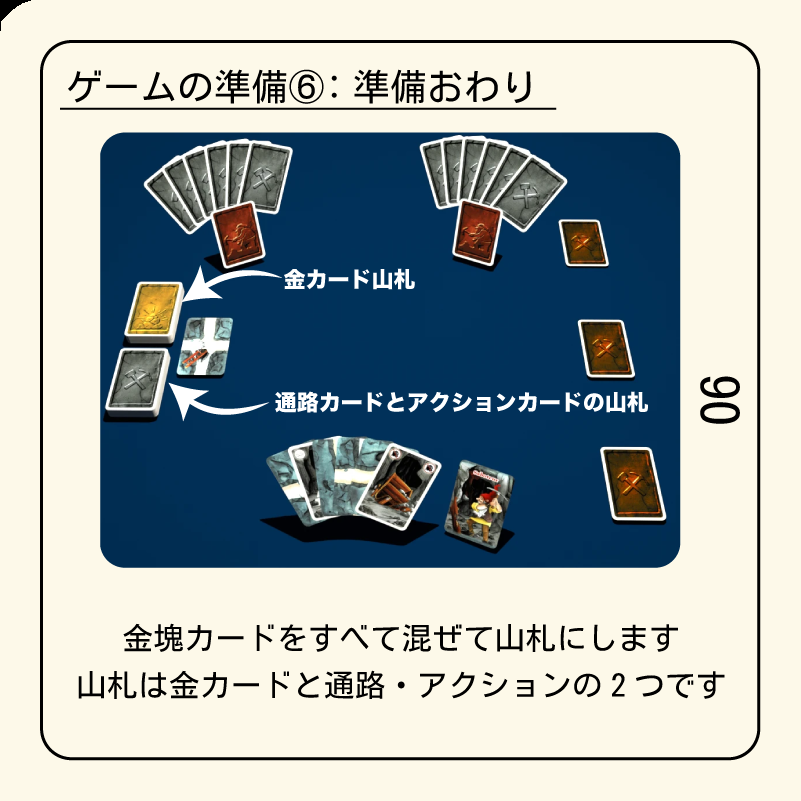 ゲームの準備⑥: 準備おわり
金カード山札
通路カードとアクションカードの山札
06
金塊カードをすべて混ぜて山札にします
山札は金カードと通路・アクションの２つです